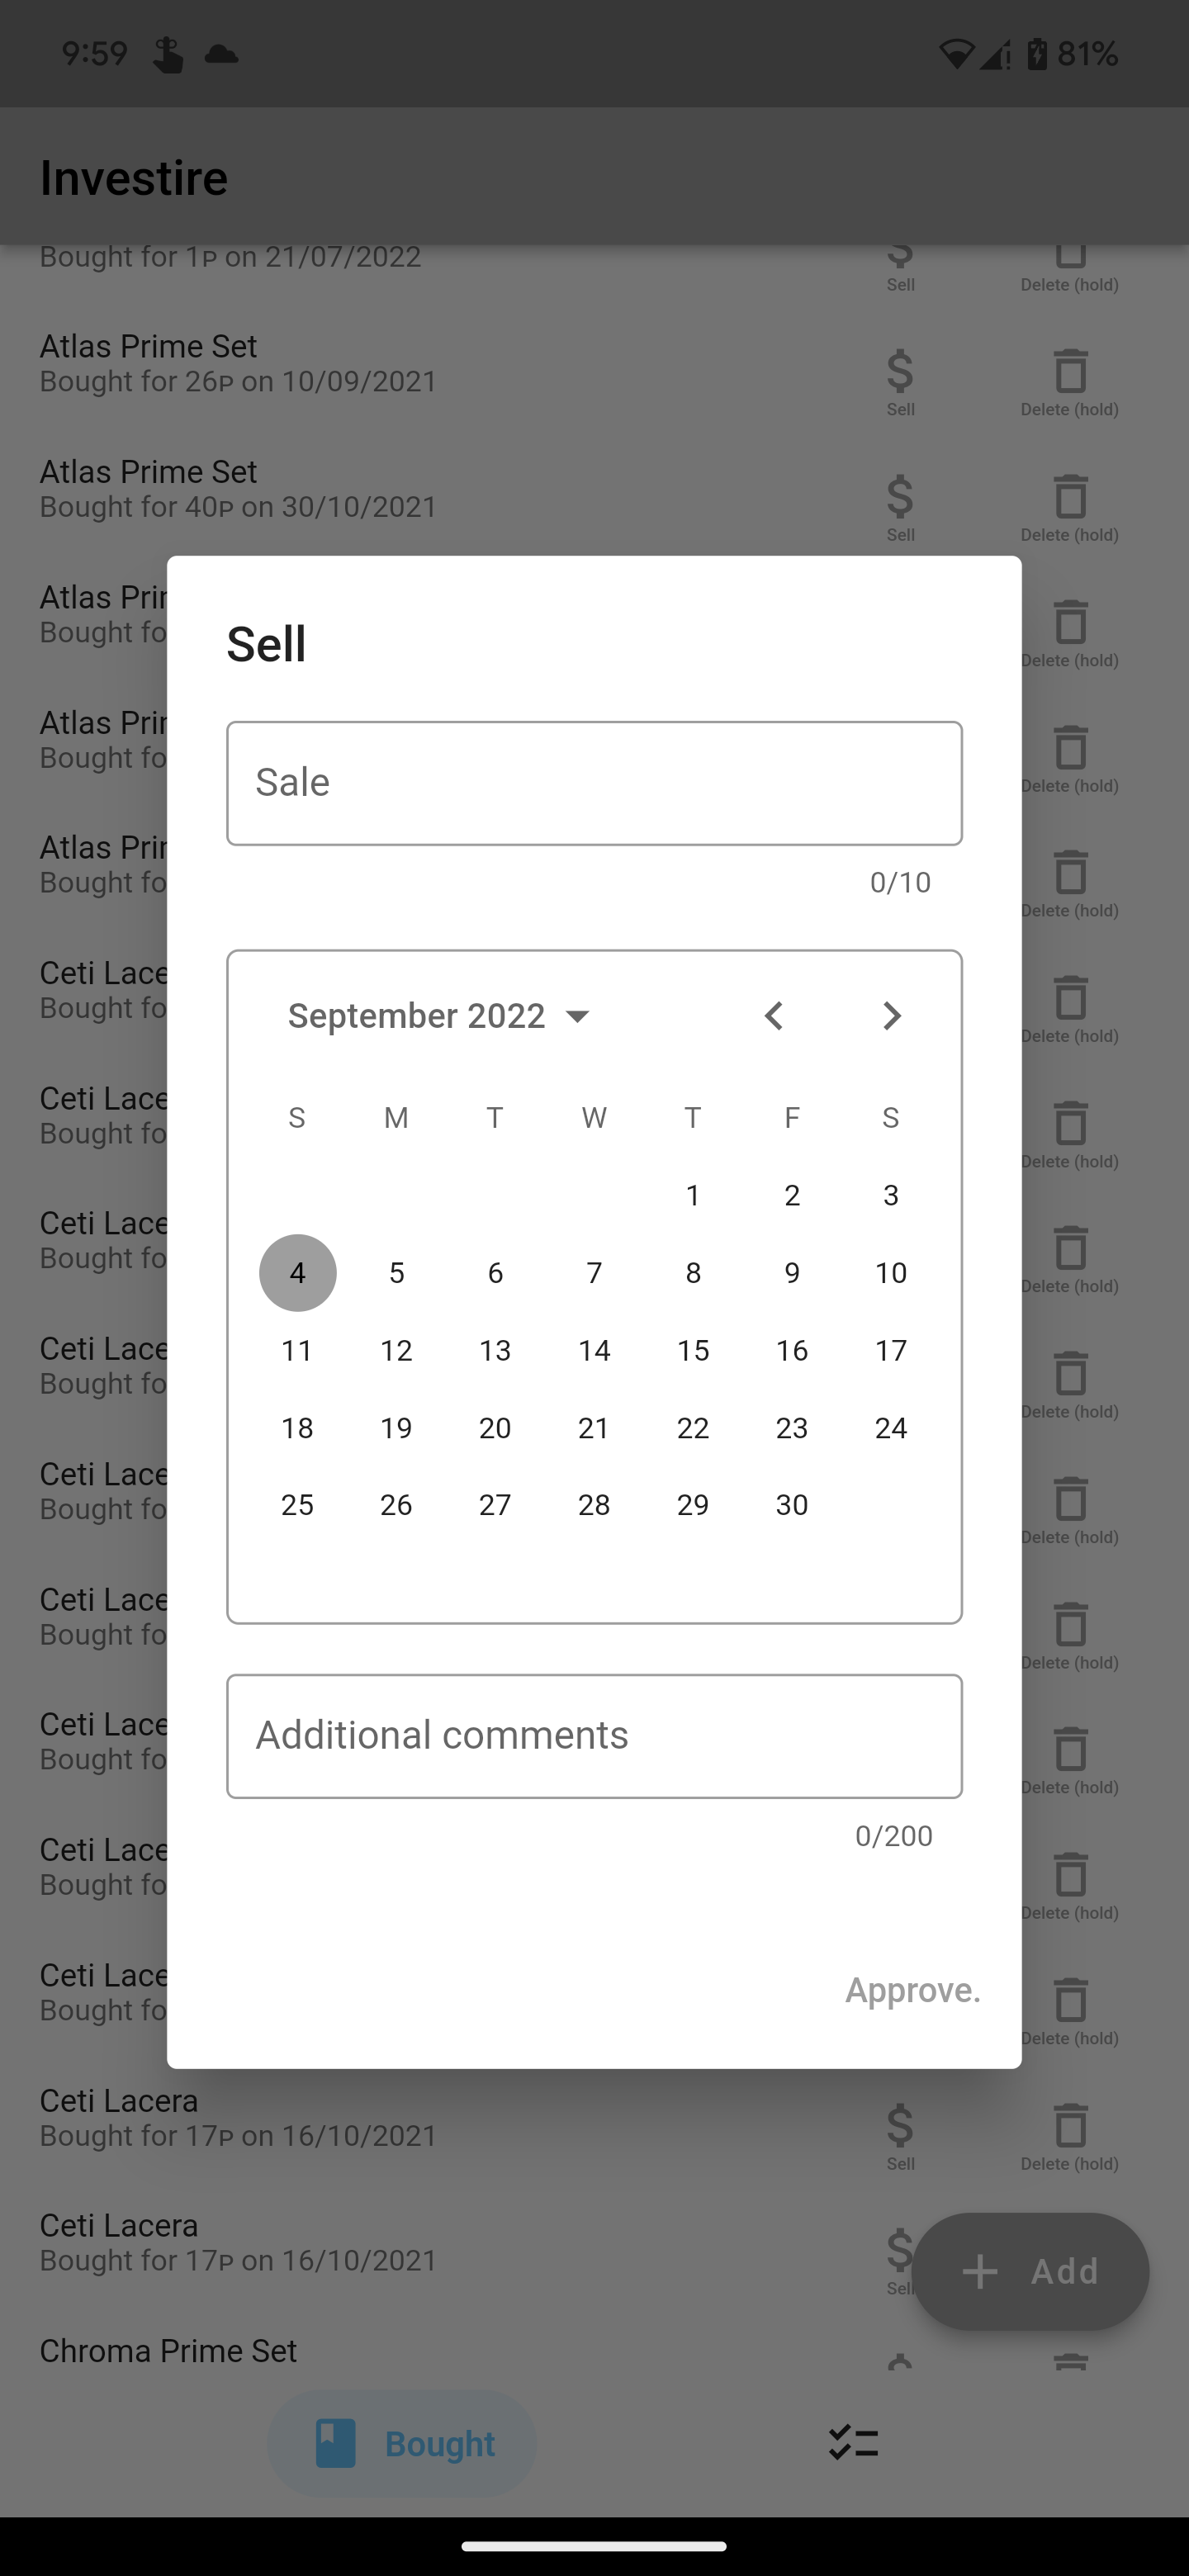 9:59 81%
Investire
Bought for 1P on 21/07/2022
Sell Delete (hold)
Atlas Prime Set
Bought for 26P on 10/09/2021
Sell Delete (hold)
Atlas Prime Set
Bought for 40P on 30/10/2021
Sell Delete (hold)
Atlas Prir
Bought fo
Delete (hold)
Atlas Prir
Bought fo
Delete (hold)
Atlas Prir
Bought fo
Delete (hold)
Ceti Lace
Bought fo
Delete (hold)
Ceti Lace
Bought fo
Delete (hold)
Ceti Lace
Bought fo
Delete (hold)
Ceti Lace
Bought fo
Delete (hold)
Ceti Lace
Bought fo
Delete (hold)
Ceti Lace
Bought fo
Delete (hold)
Ceti Lace
Bought fo
Delete (hold)
Ceti Lace
Bought fo
Delete (hold)
Ceti Lace
Bought fo
Delete (hold)
Sell
Sale
0/10
September 2022
S M T W T F S
1 2 3
4 5 6 7 8 9 10
11 12 13 14 15 16 17
18 19 20 21 22 23 24
25 26 27 28 29 30
Additional comments
0/200
Approve.
Ceti Lacera
Bought for 17P on 16/10/2021
Sell Delete (hold)
Ceti Lacera
Bought for 17P on 16/10/2021
Sell
Add
Chroma Prime Set
Bought